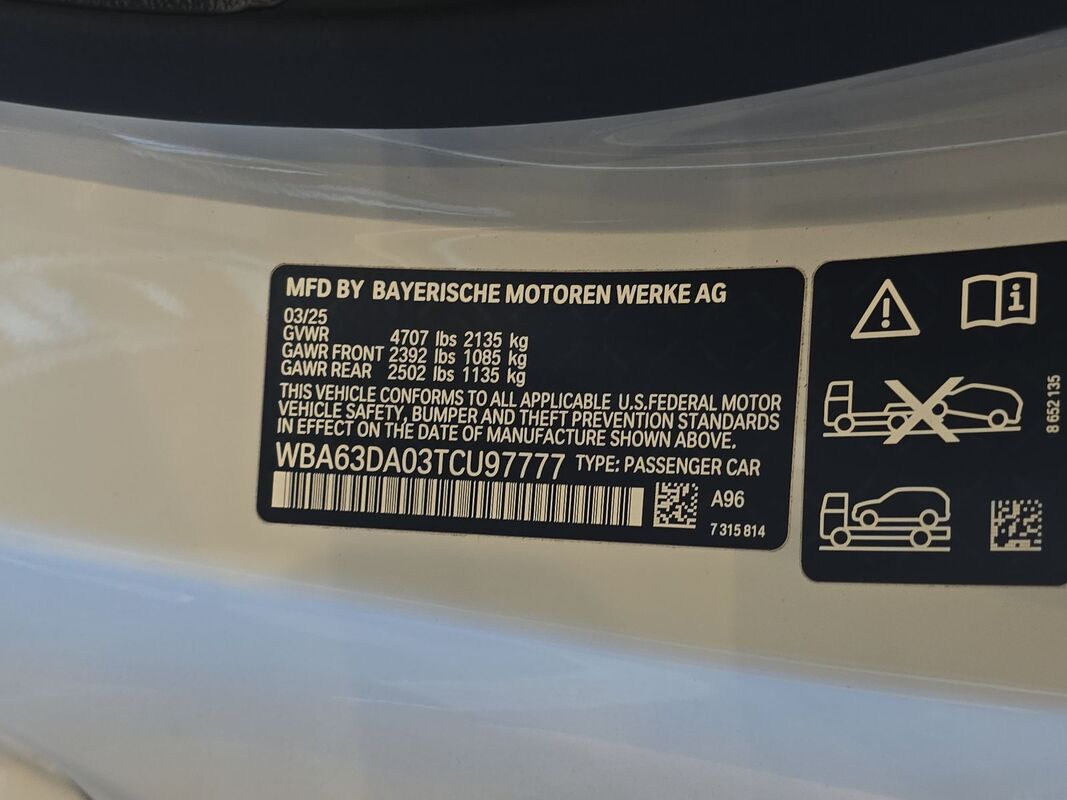 MFD BY BAYERISCHE MOTOREN WERKE AG
03/25
GVWR 4707 lbs 2135 kg
GAWR FRONT 2392 lbs 1085 kg
GAWR REAR 2502 lbs 1135 kg
THIS VEHICLE CONFORMS TO ALL APPLICABLE U.S.FEDERAL MOTOR
VEHICLE SAFETY, BUMPER AND THEFT PREVENTION STANDARDS
IN EFFECT ON THE DATE OF MANUFACTURE SHOWN ABOVE.
WBA63DA03TCU97777 TYPE: PASSENGER CAR
A96
7 315 814
8 652 135